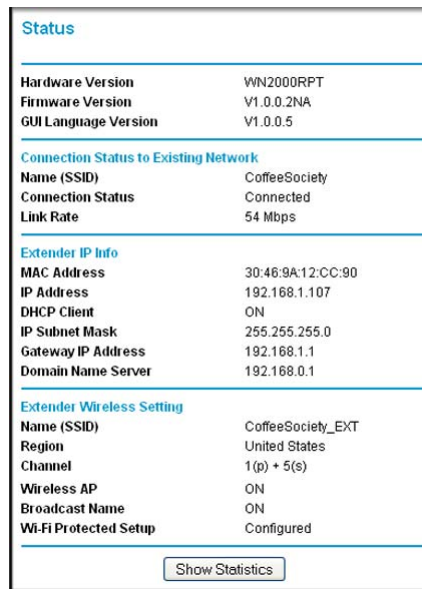 Status
Hardware Version WN2000RPT
Firmware Version V1.0.0.2NA
GUI Language Version V1.0.0.5
Connection Status to Existing Network
Name (SSID) CoffeeSociety
Connection Status Connected
Link Rate 54 Mbps
Extender IP Info
MAC Address 30:46:9A:12:CC:90
IP Address 192.168.1.107
DHCP Client ON
IP Subnet Mask 255.255.255.0
Gateway IP Address 192.168.1.1
Domain Name Server 192.168.0.1
Extender Wireless Setting
Name (SSID) CoffeeSociety_EXT
Region United States
Channel 1(p) + 5(s)
Wireless AP ON
Broadcast Name ON
Wi-Fi Protected Setup Configured
Show Statistics